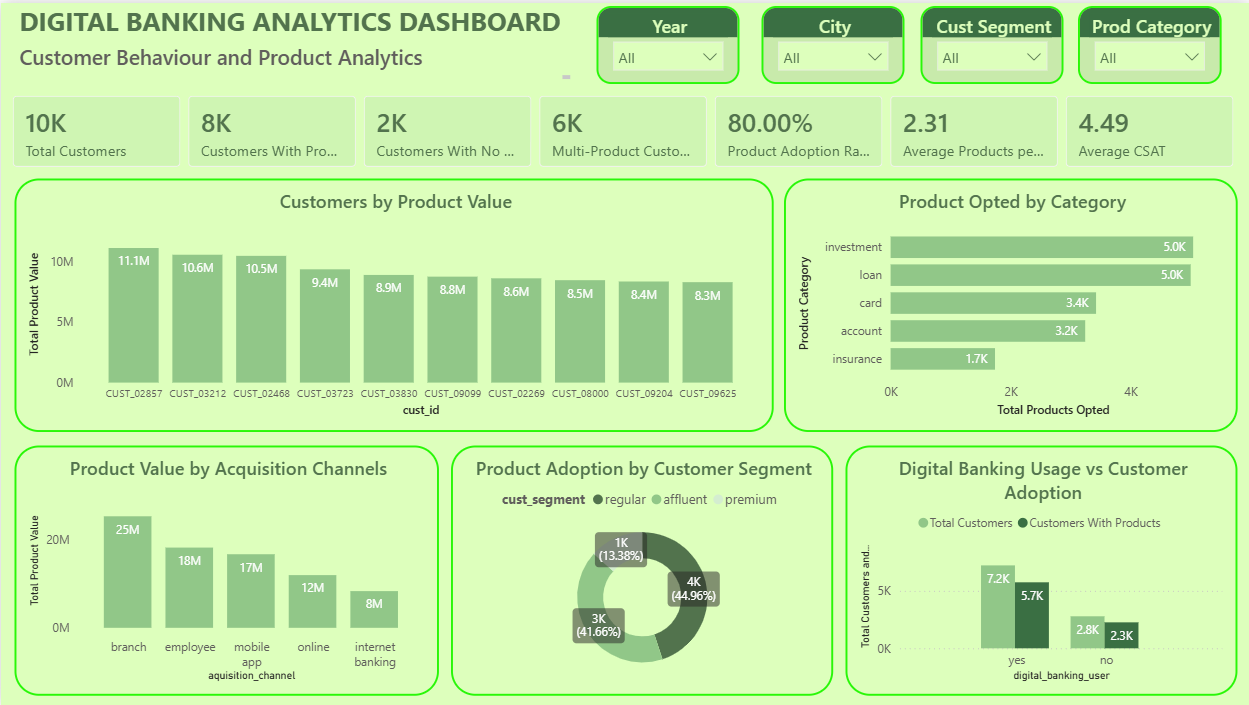 DIGITAL BANKING ANALYTICS DASHBOARD
Customer Behaviour and Product Analytics
Year
All
City
All
Cust Segment
All
Prod Category
All
10K
Total Customers
8K
Customers With Pro...
2K
Customers With No ...
6K
Multi-Product Custo...
80.00%
Product Adoption Ra...
2.31
Average Products pe...
4.49
Average CSAT
Customers by Product Value
Total Product Value
10M
5M
0M
11.1M
10.6M
10.5M
9.4M
8.9M
8.8M
8.6M
8.5M
8.4M
8.3M
CUST_02857
CUST_03212
CUST_02468
CUST_03723
CUST_03830
CUST_09099
CUST_02269
CUST_08000
CUST_09204
CUST_09625
cust_id
Product Opted by Category
Product Category
investment 5.0K
loan 5.0K
card 3.4K
account 3.2K
insurance 1.7K
0K 2K 4K
Total Products Opted
Product Value by Acquisition Channels
Total Product Value
20M
0M
25M
18M
17M
12M
8M
branch
employee
mobile
app
online
internet
banking
aquisition_channel
Product Adoption by Customer Segment
cust_segment regular affluent premium
1K
(13.38%)
4K
(44.96%)
3K
(41.66%)
Digital Banking Usage vs Customer
Adoption
Total Customers Customers With Products
Total Customers and...
5K
0K
7.2K
5.7K
2.8K
2.3K
yes
no
digital_banking_user